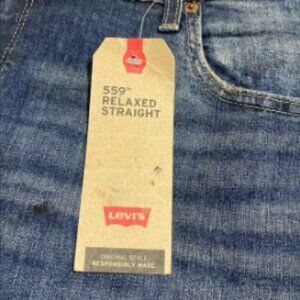 559™
RELAXED
STRAIGHT
Levi's
ORIGINAL STYLE.
RESPONSIBLY MADE.